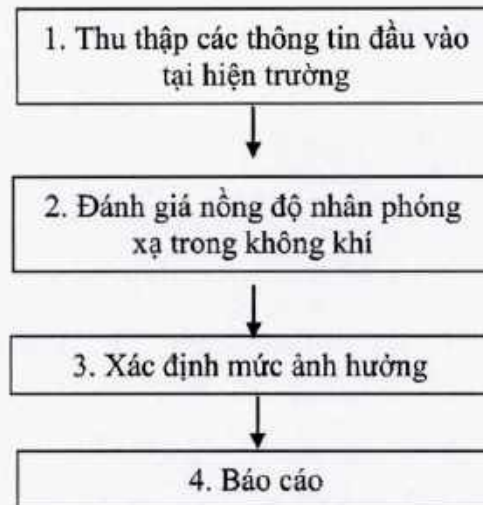 1. Thu thập các thông tin đầu vào
tại hiện trường
2. Đánh giá nồng độ nhân phóng
xạ trong không khí
3. Xác định mức ảnh hưởng
4. Báo cáo